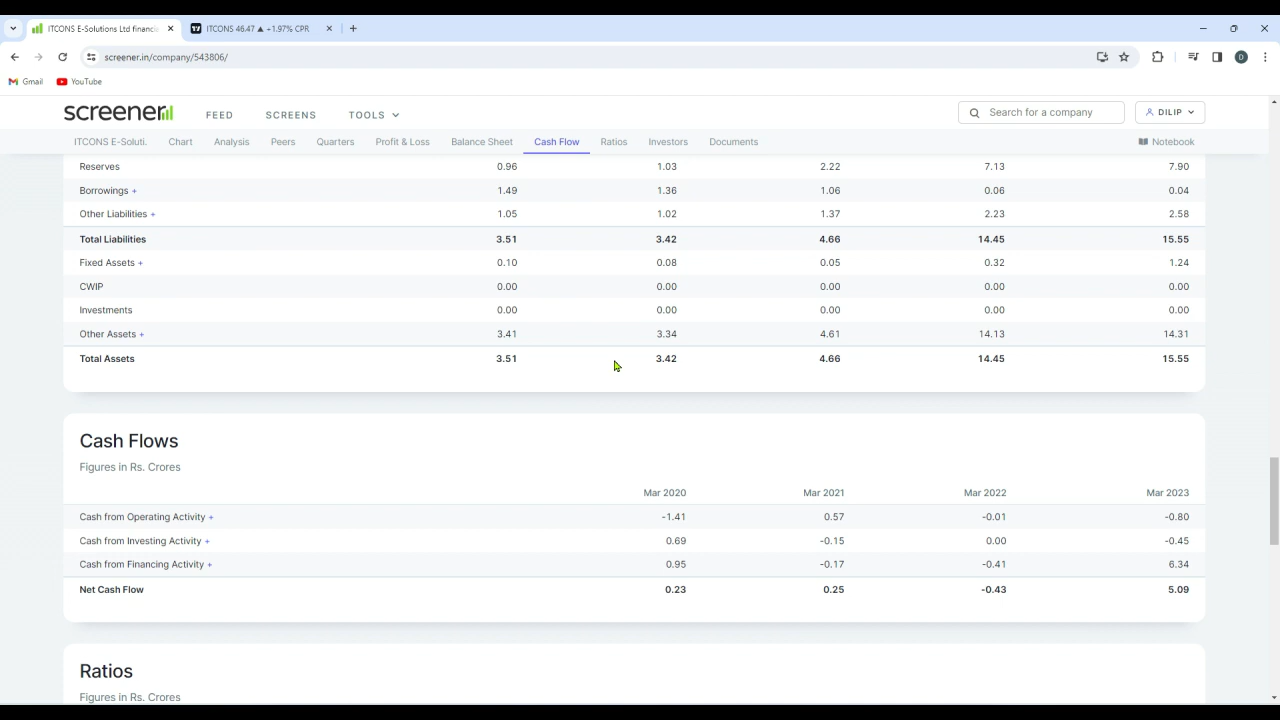 ITCONS E-Solutions Ltd financi
ITCONS 46.47 ▲ +1.97% CPR
screener.in/company/543806/
D
Gmail
YouTube
screener
FEED
SCREENS
TOOLS
Search for a company
DILIP
ITCONS E-Soluti.
Chart
Analysis
Peers
Quarters
Profit & Loss
Balance Sheet
Cash Flow
Ratios
Investors
Documents
Notebook
Reserves 0.96 1.03 2.22 7.13 7.90
Borrowings + 1.49 1.36 1.06 0.06 0.04
Other Liabilities + 1.05 1.02 1.37 2.23 2.58
Total Liabilities 3.51 3.42 4.66 14.45 15.55
Fixed Assets + 0.10 0.08 0.05 0.32 1.24
CWIP 0.00 0.00 0.00 0.00 0.00
Investments 0.00 0.00 0.00 0.00 0.00
Other Assets + 3.41 3.34 4.61 14.13 14.31
Total Assets 3.51 3.42 4.66 14.45 15.55
Cash Flows
Figures in Rs. Crores
Mar 2020 Mar 2021 Mar 2022 Mar 2023
Cash from Operating Activity + -1.41 0.57 -0.01 -0.80
Cash from Investing Activity + 0.69 -0.15 0.00 -0.45
Cash from Financing Activity + 0.95 -0.17 -0.41 6.34
Net Cash Flow 0.23 0.25 -0.43 5.09
Ratios
Figures in Rs. Crores